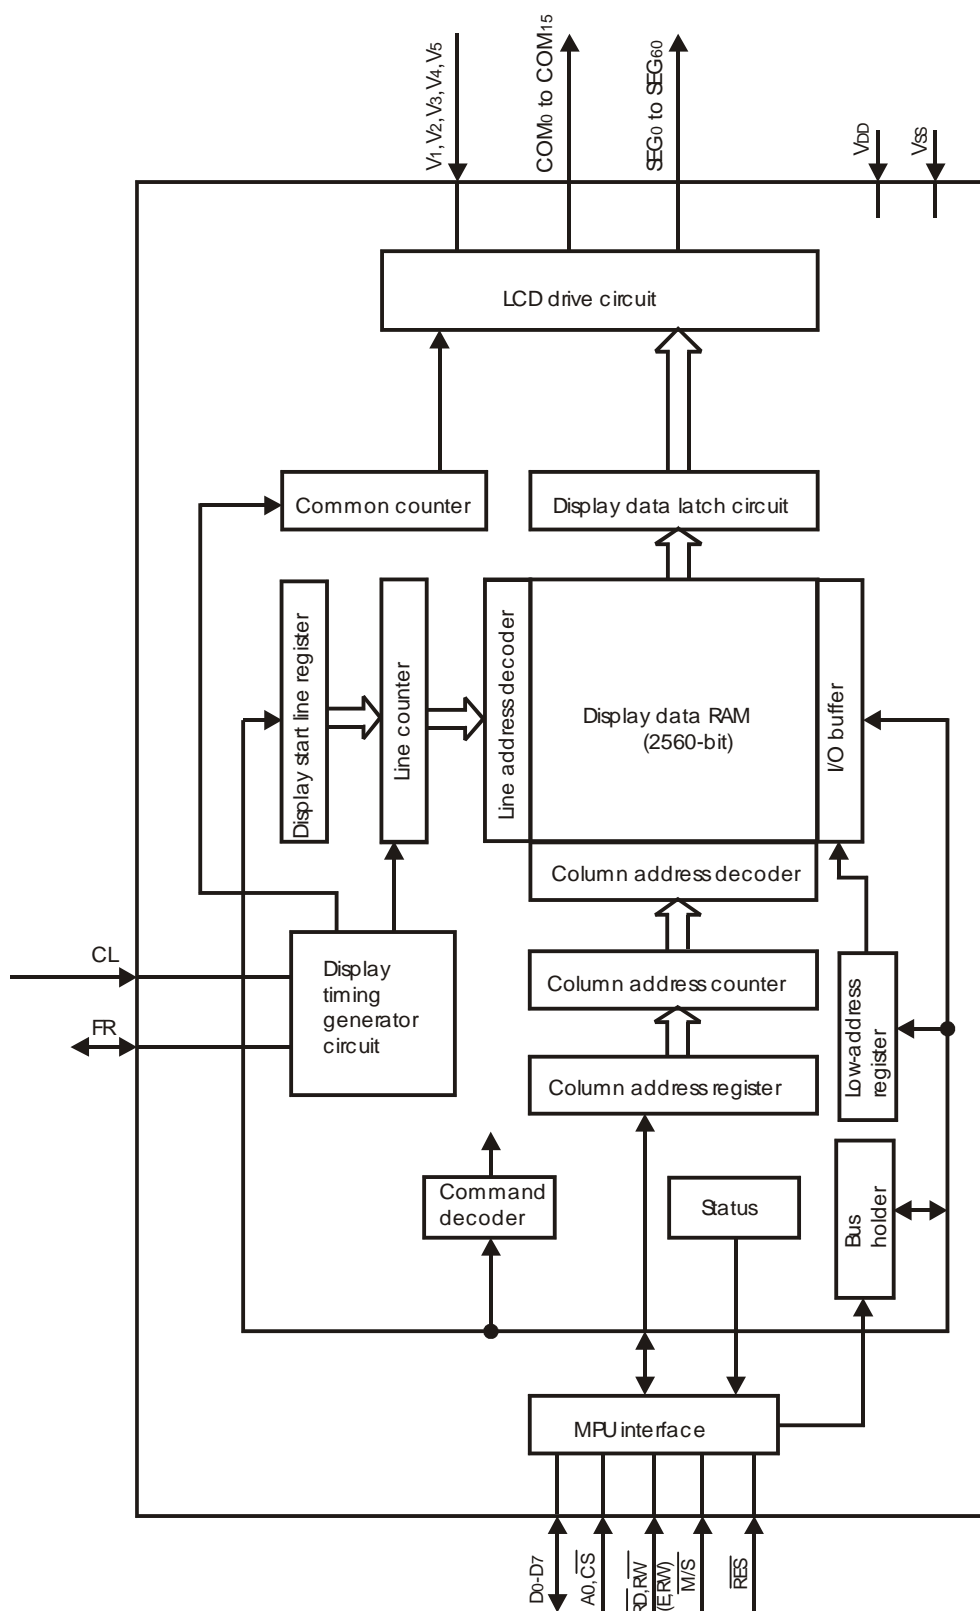 V1,V2,V3,V4,V5
COM0 to COM15
SEG0 to SEG60
VDD
VSS
LCD drive circuit
Common counter
Display data latch circuit
Display start line register
Line counter
Line address decoder
Display data RAM
(2560-bit)
I/O buffer
Column address decoder
CL
FR
Display
timing
generator
circuit
Column address counter
Low-address
register
Column address register
Command
decoder
Status
Bus
holder
MPU interface
D0-D7
A0,CS
RD,RW
(E,RW)
M/S
RES